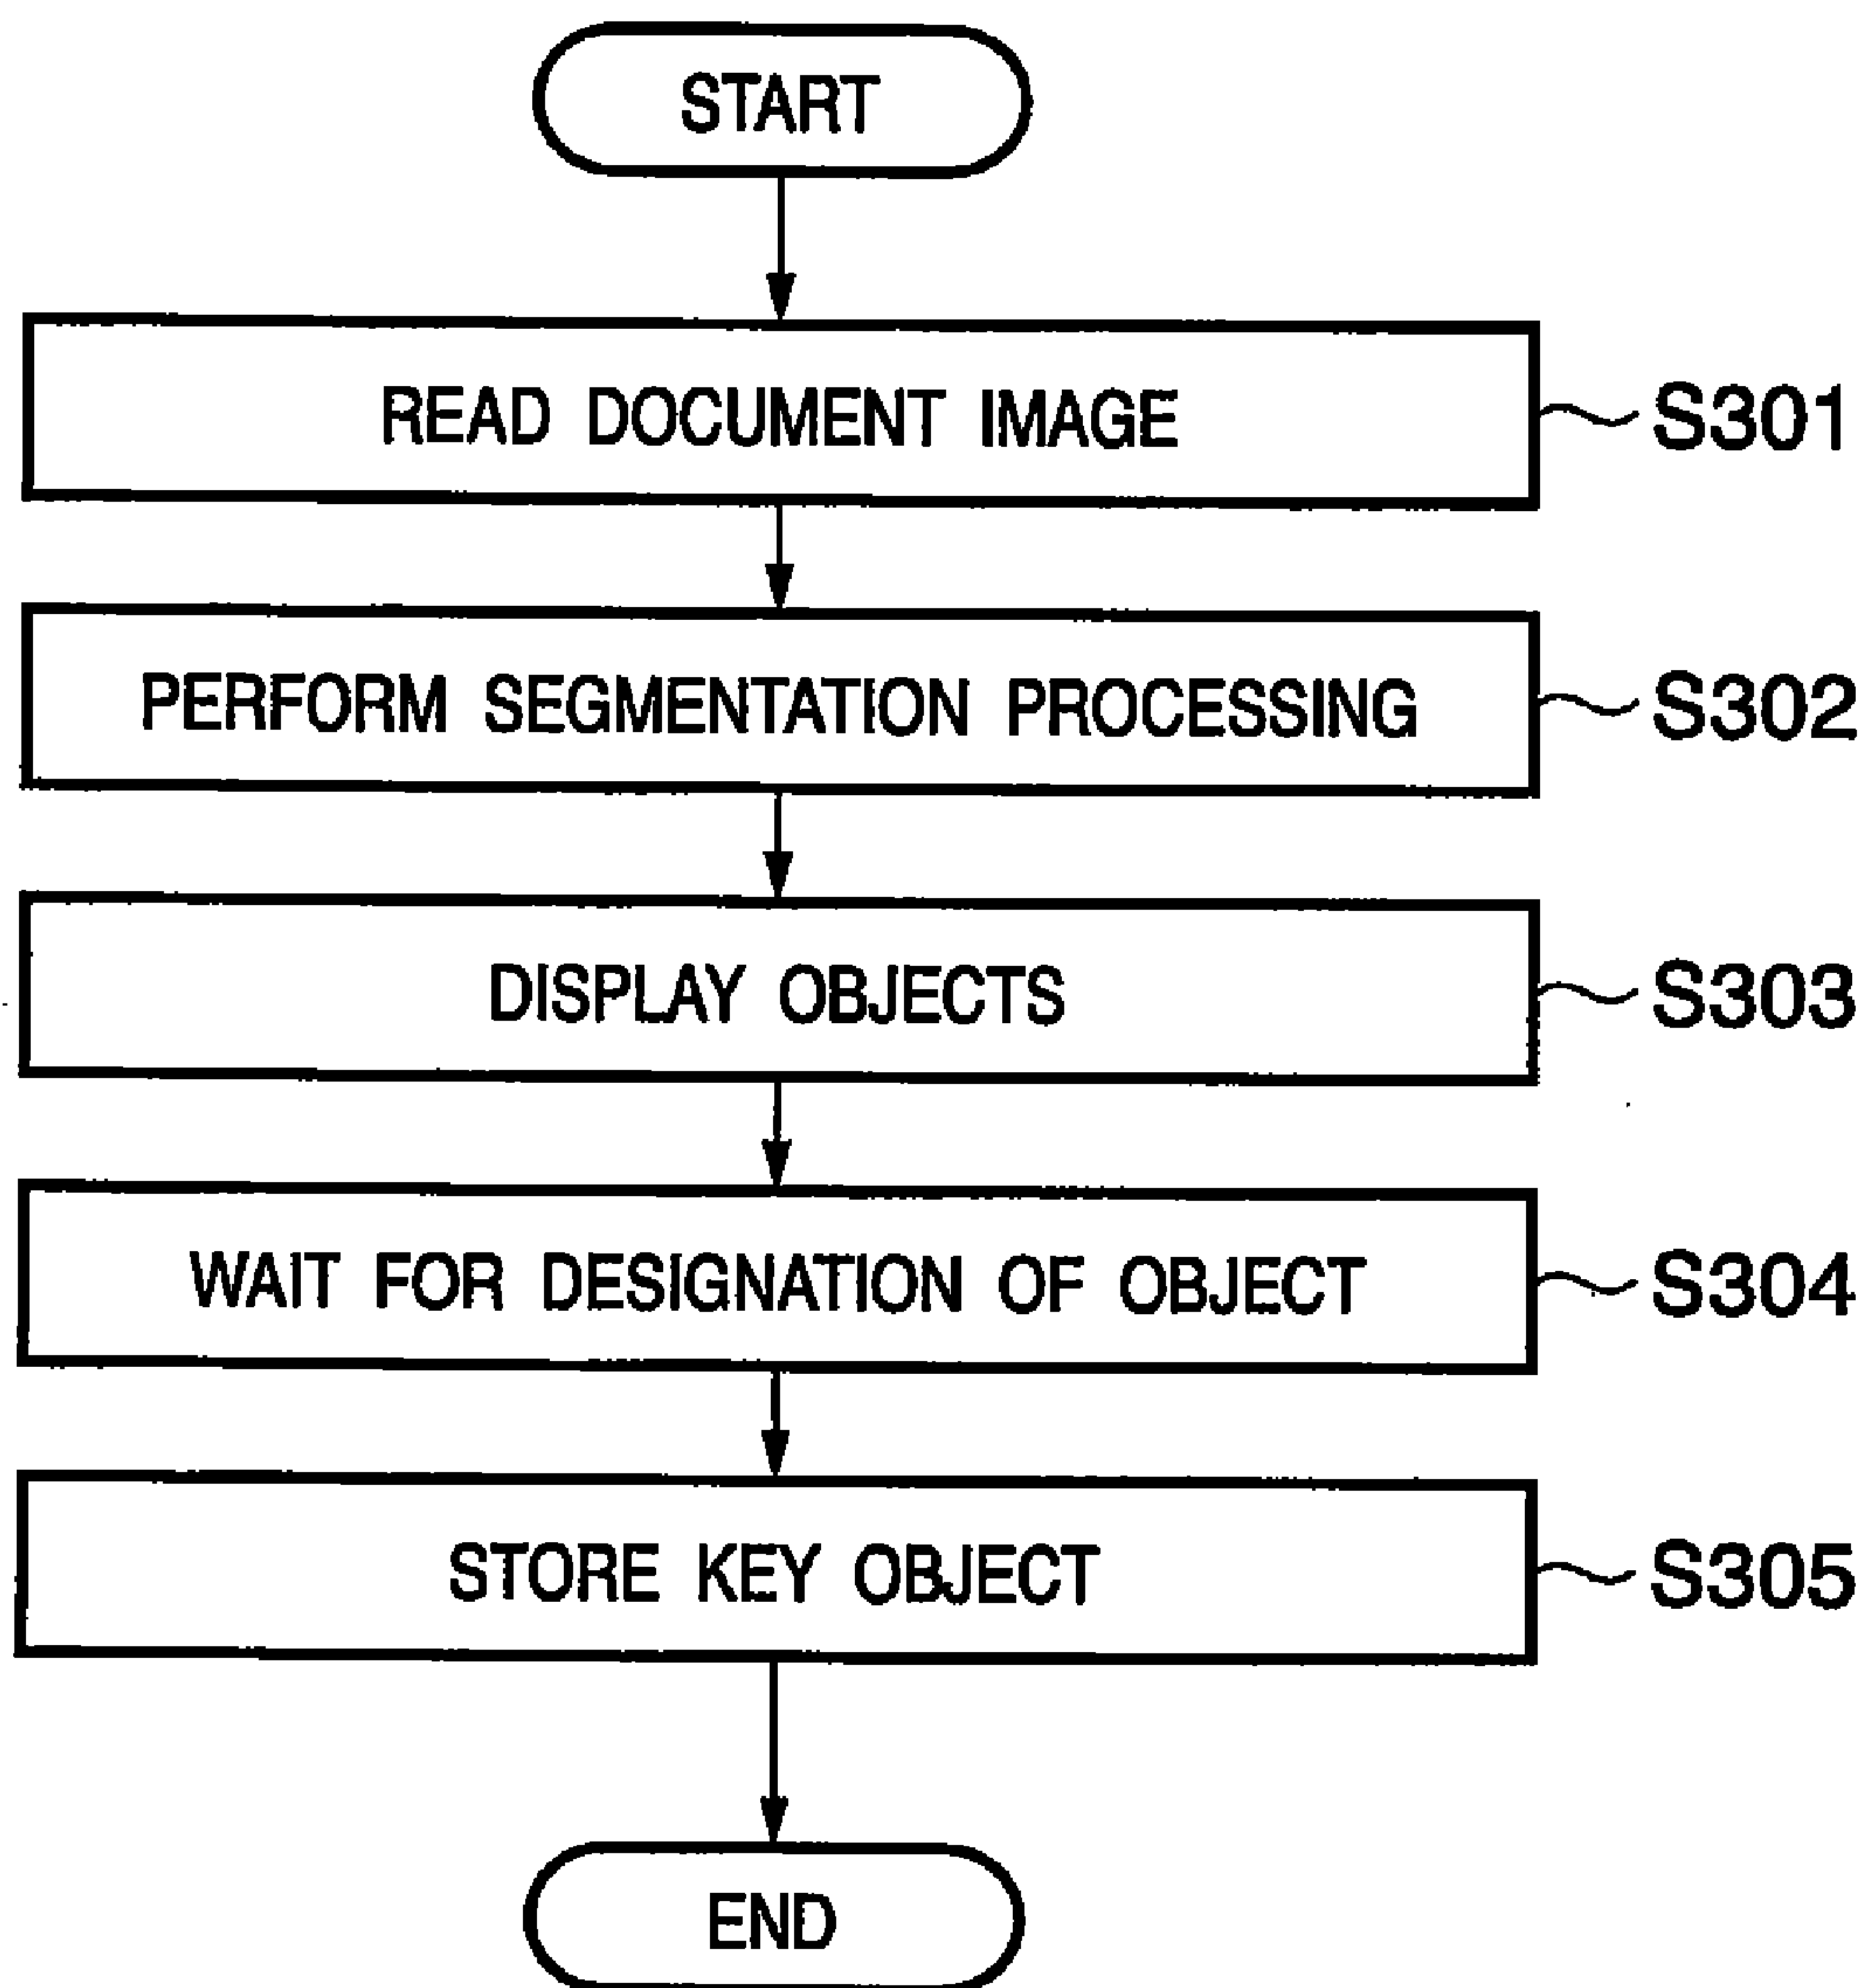 START
READ DOCUMENT IMAGE S301
PERFORM SEGMENTATION PROCESSING S302
DISPLAY OBJECTS S303
WAIT FOR DESIGNATION OF OBJECT S304
STORE KEY OBJECT S305
END